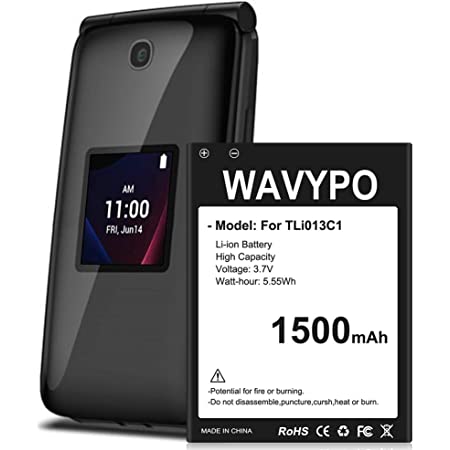 AM
11:00
FRI, Jun14
WAVYPO
- Model: For TLi013C1
Li-ion Battery
High Capacity
Voltage: 3.7V
Watt-hour: 5.55Wh
1500mAh
-Potential for fire or burning.
-Do not disassemble,puncture,cursh,heat or burn.
MADE IN CHINA
RoHS